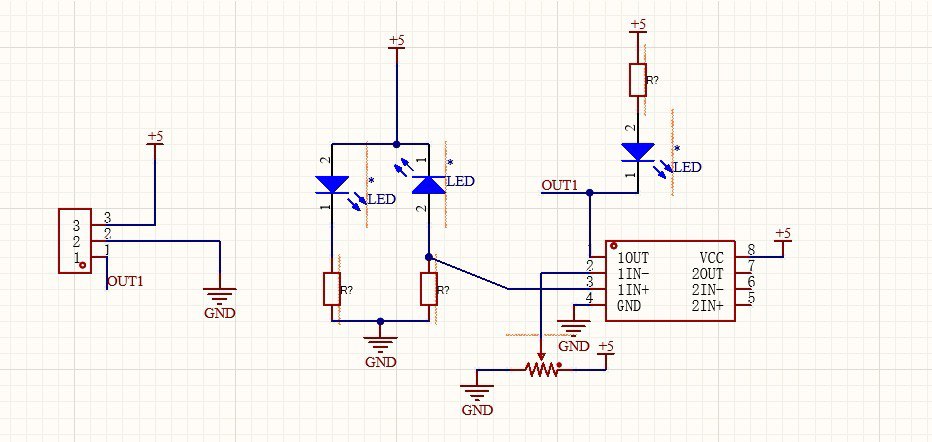 +5
3 3
2 2
1 1
OUT1
GND
+5
2
*
LED
1
R?
1
*
LED
2
R?
GND
+5
R?
2
*
LED
1
OUT1
1 1OUT VCC 8
2 1IN- 2OUT 7
3 1IN+ 2IN- 6
4 GND 2IN+ 5
+5
GND
+5
GND